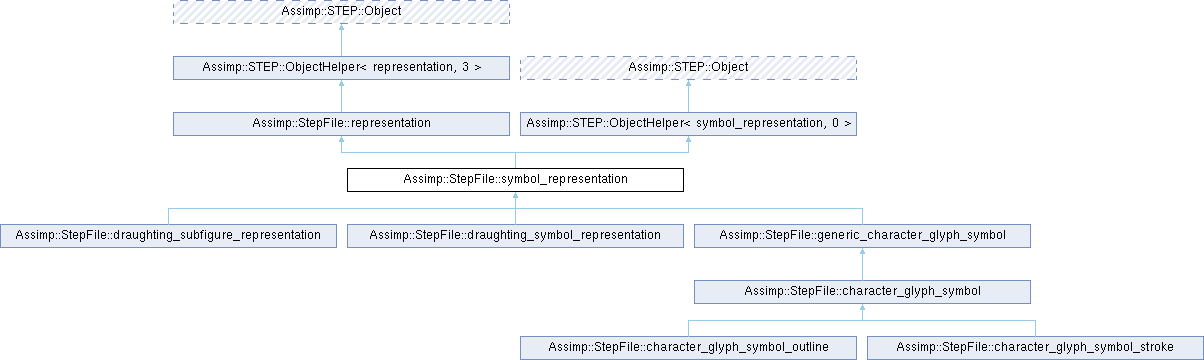 Assimp::STEP::Object
Assimp::STEP::ObjectHelper< representation, 3 >
Assimp::STEP::Object
Assimp::StepFile::representation
Assimp::STEP::ObjectHelper< symbol_representation, 0 >
Assimp::StepFile::symbol_representation
Assimp::StepFile::draughting_subfigure_representation
Assimp::StepFile::draughting_symbol_representation
Assimp::StepFile::generic_character_glyph_symbol
Assimp::StepFile::character_glyph_symbol
Assimp::StepFile::character_glyph_symbol_outline
Assimp::StepFile::character_glyph_symbol_stroke